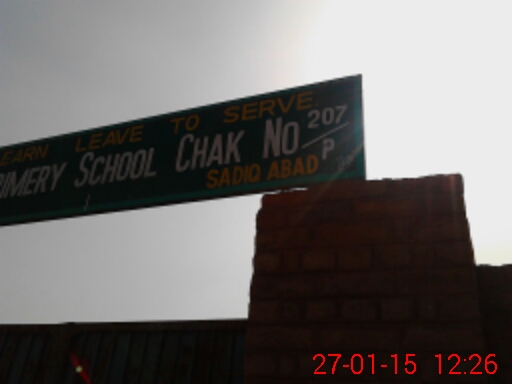 LEARN LEAVE TO SERVE
RIMERY SCHOOL CHAK NO 207/P
SADIQ ABAD
27-01-15 12:26